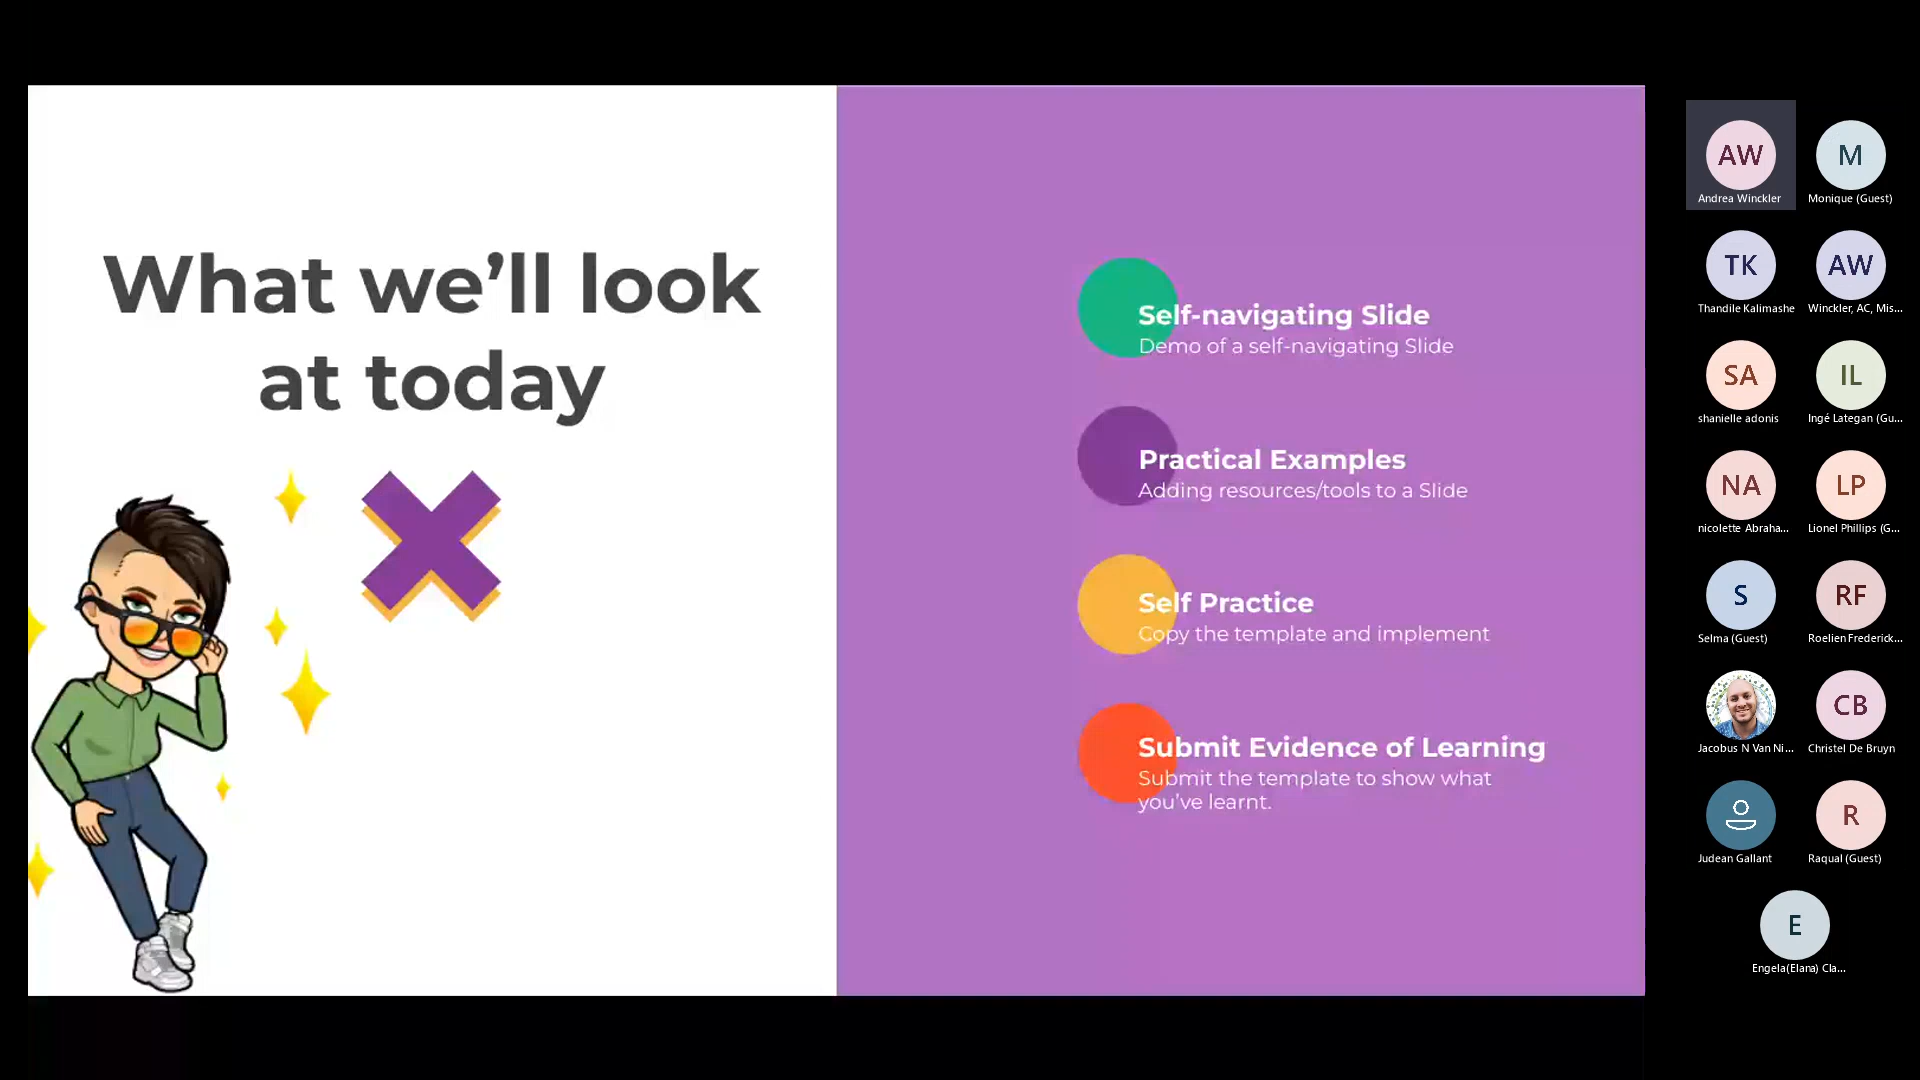 What we’ll look
at today
Self-navigating Slide
Demo of a self-navigating Slide
Practical Examples
Adding resources/tools to a Slide
Self Practice
Copy the template and implement
Submit Evidence of Learning
Submit the template to show what
you’ve learnt.
AW
Andrea Winckler
M
Monique (Guest)
TK
Thandile Kalimashe
AW
Winckler, AC, Mis...
SA
shanielle adonis
IL
Ingé Lategan (Gu...
NA
nicolette Abraha...
LP
Lionel Phillips (G...
S
Selma (Guest)
RF
Roelien Frederick...
Jacobus N Van Ni...
CB
Christel De Bruyn
Judean Gallant
R
Raqual (Guest)
E
Engela(Elana) Cla...